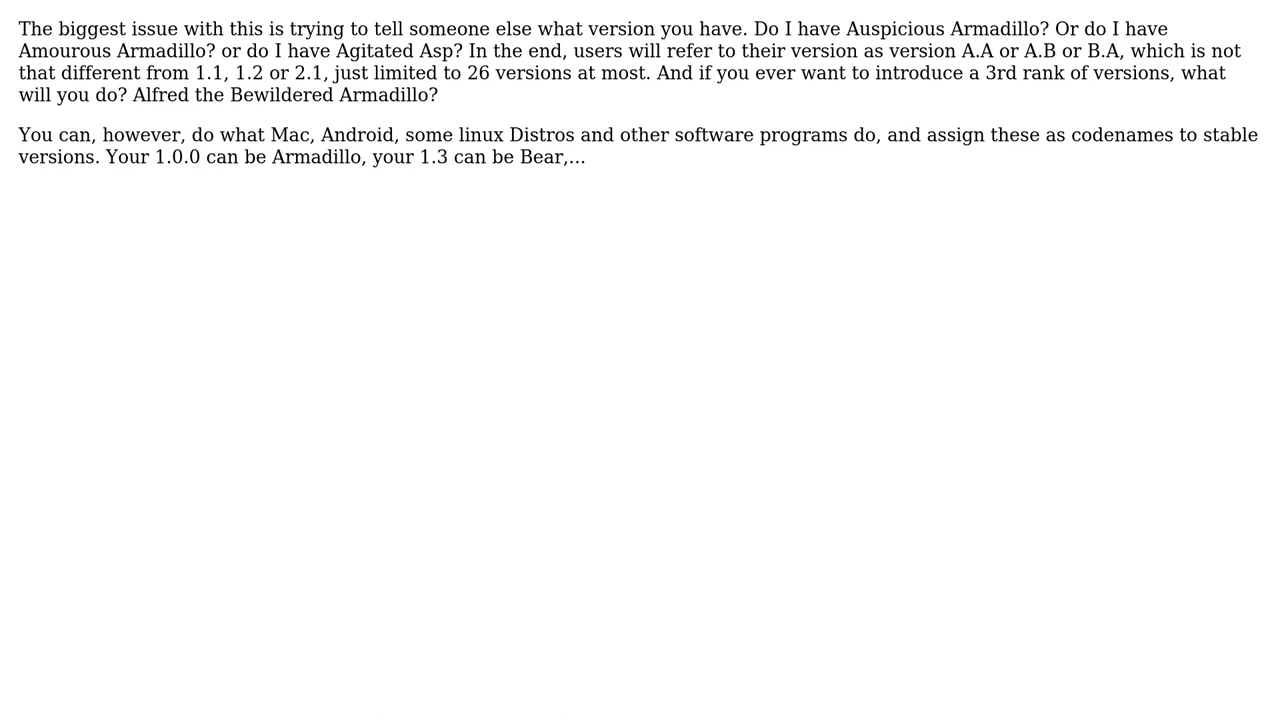 The biggest issue with this is trying to tell someone else what version you have. Do I have Auspicious Armadillo? Or do I have
Amourous Armadillo? or do I have Agitated Asp? In the end, users will refer to their version as version A.A or A.B or B.A, which is not
that different from 1.1, 1.2 or 2.1, just limited to 26 versions at most. And if you ever want to introduce a 3rd rank of versions, what
will you do? Alfred the Bewildered Armadillo?
You can, however, do what Mac, Android, some linux Distros and other software programs do, and assign these as codenames to stable
versions. Your 1.0.0 can be Armadillo, your 1.3 can be Bear,...